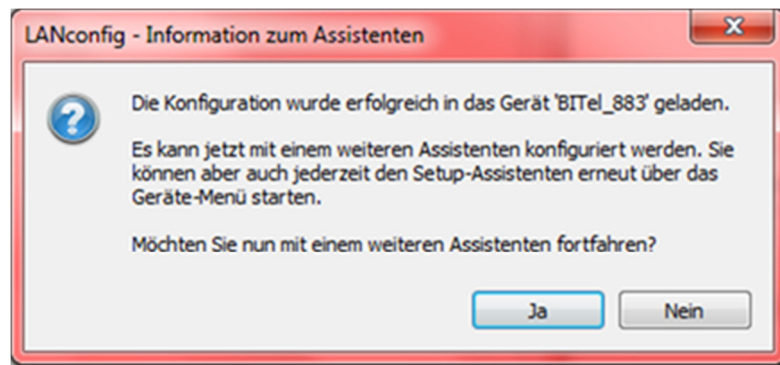 LANconfig - Information zum Assistenten
Die Konfiguration wurde erfolgreich in das Gerät 'BITel_883' geladen.
Es kann jetzt mit einem weiteren Assistenten konfiguriert werden. Sie
können aber auch jederzeit den Setup-Assistenten erneut über das
Geräte-Menü starten.
Möchten Sie nun mit einem weiteren Assistenten fortfahren?
Ja
Nein